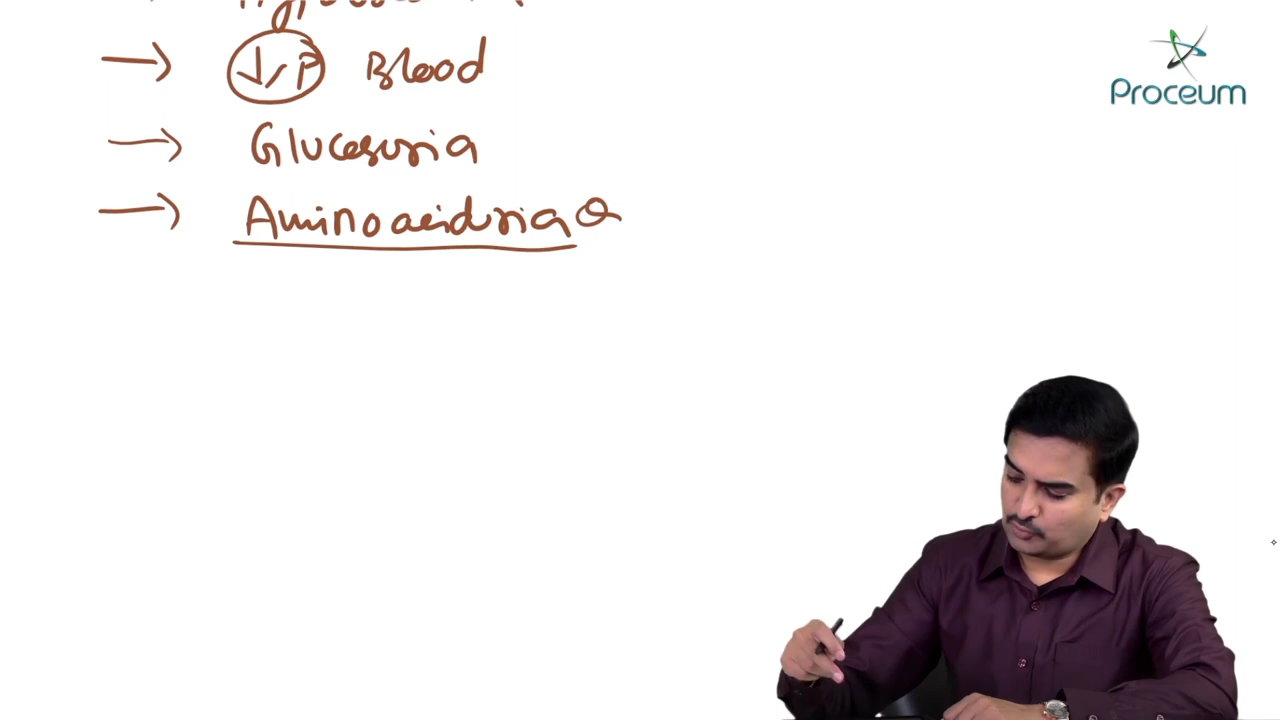 → ↓P Blood
→ Glucosuria
→ Aminoaciduria
Proceum